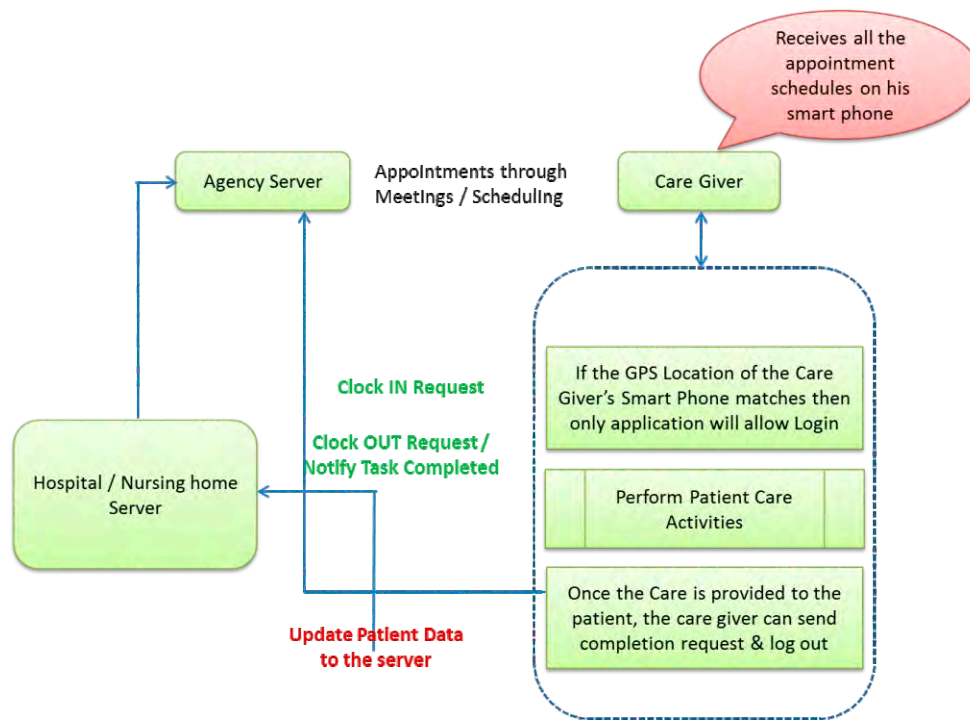 Receives all the
appointment
schedules on his
smart phone
Agency Server
Appointments through
Meetings / Scheduling
Care Giver
If the GPS Location of the Care
Giver's Smart Phone matches then
only application will allow Login
Clock IN Request
Clock OUT Request /
Notify Task Completed
Hospital / Nursing home
Server
Perform Patient Care
Activities
Once the Care is provided to the
patient, the care giver can send
completion request & log out
Update Patient Data
to the server